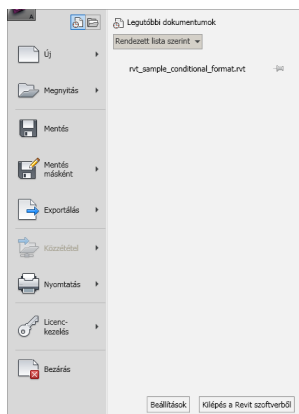 Legutóbbi dokumentumok
Rendezett lista szerint
rvt_sample_conditional_format.rvt
Új
Megnyitás
Mentés
Mentés
másként
Exportálás
Közzététel
Nyomtatás
Licenc-
kezelés
Bezárás
Beállítások
Kilépés a Revit szoftverből